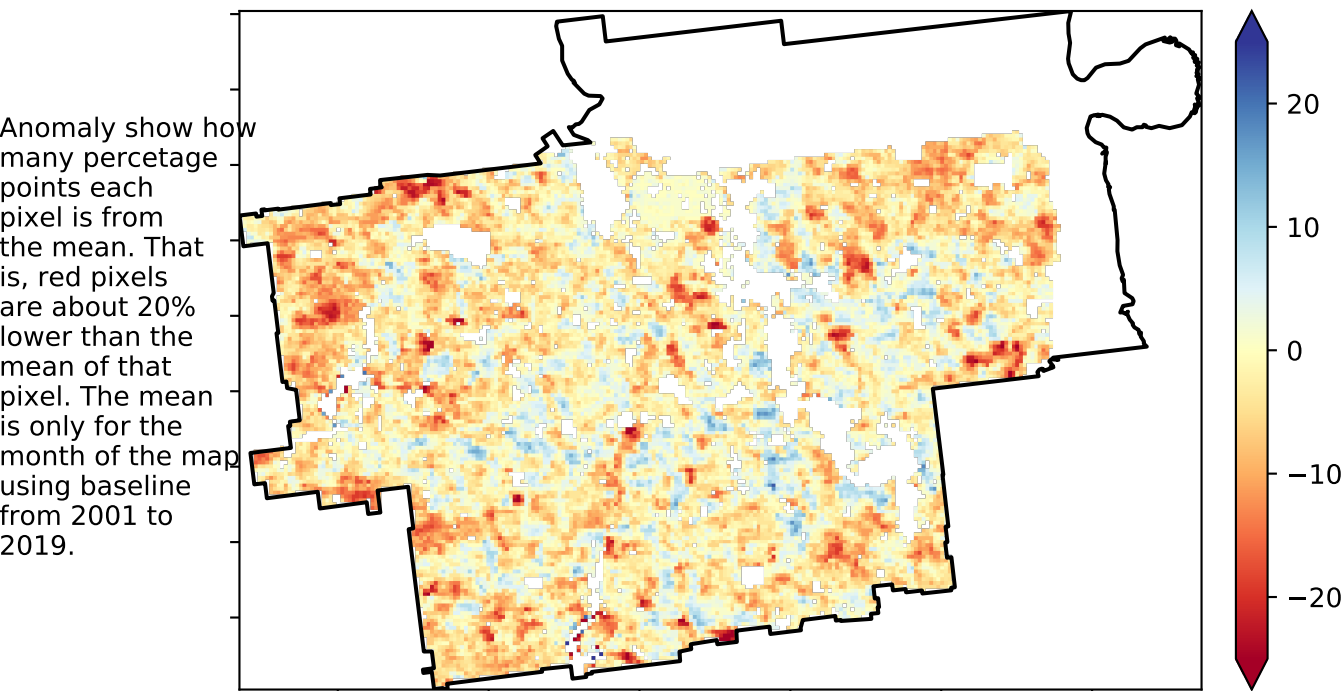 Anomaly show how
many percetage
points each
pixel is from
the mean. That
is, red pixels
are about 20%
lower than the
mean of that
pixel. The mean
is only for the
month of the map
using baseline
from 2001 to
2019.
20
10
0
−10
−20